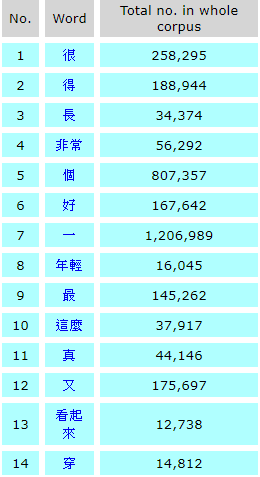 No. Word Total no. in whole
corpus
1 很 258,295
2 得 188,944
3 長 34,374
4 非常 56,292
5 個 807,357
6 好 167,642
7 一 1,206,989
8 年輕 16,045
9 最 145,262
10 這麼 37,917
11 真 44,146
12 又 175,697
13 看起
來 12,738
14 穿 14,812